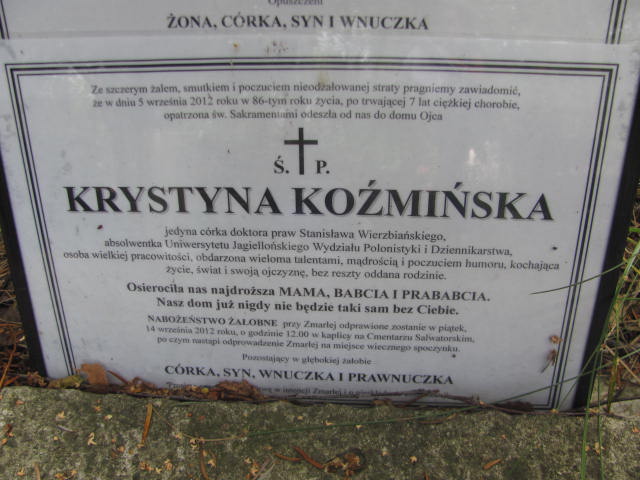 Opuszczeni
ŻONA, CÓRKA, SYN I WNUCZKA
Ze szczerym żalem, smutkiem i poczuciem nieodżałowanej straty pragniemy zawiadomić,
że w dniu 5 września 2012 roku w 86-tym roku życia, po trwającej 7 lat ciężkiej chorobie,
opatrzona św. Sakramentami odeszła od nas do domu Ojca
Ś. P.
KRYSTYNA KOŹMIŃSKA
jedyna córka doktora praw Stanisława Wierzbiańskiego,
absolwentka Uniwersytetu Jagiellońskiego Wydziału Polonistyki i Dziennikarstwa,
osoba wielkiej pracowitości, obdarzona wieloma talentami, mądrością i poczuciem humoru, kochająca
życie, świat i swoją ojczyznę, bez reszty oddana rodzinie.
Osierociła nas najdroższa MAMA, BABCIA I PRABABCIA.
Nasz dom już nigdy nie będzie taki sam bez Ciebie.
NABOŻEŃSTWO ŻAŁOBNE przy Zmarłej odprawione zostanie w piątek,
14 września 2012 roku, o godzinie 12.00 w kaplicy na Cmentarzu Salwatorskim,
po czym nastąpi odprowadzenie Zmarłej na miejsce wiecznego spoczynku.
Pozostający w głębokiej żałobie
CÓRKA, SYN, WNUCZKA I PRAWNUCZKA
w intencji Zmarłej i o